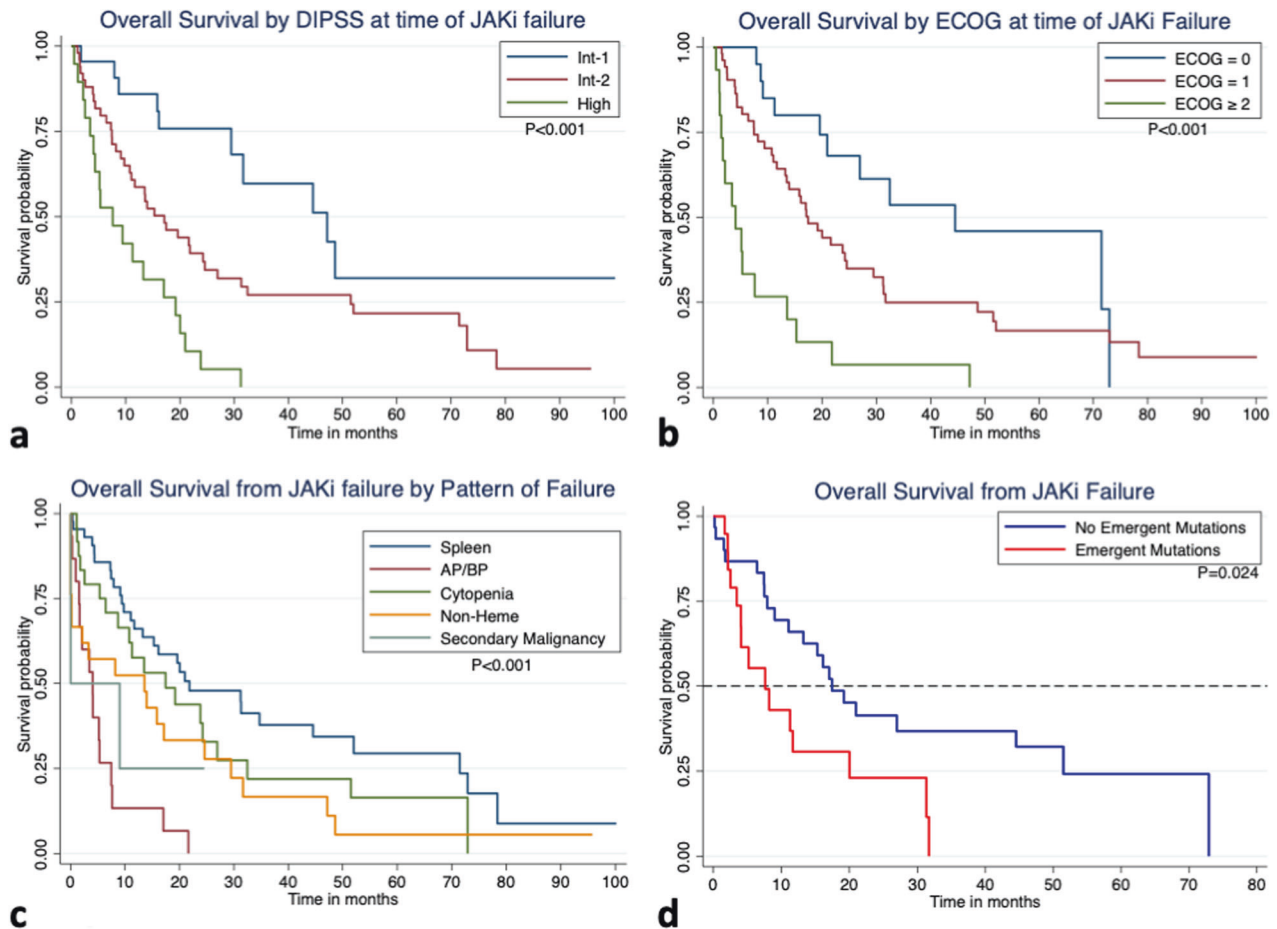 Overall Survival by DIPSS at time of JAKi failure
Int-1
Int-2
High
P<0.001
Survival probability
0.00 0.25 0.50 0.75 1.00
0 10 20 30 40 50 60 70 80 90 100
Time in months
a
Overall Survival by ECOG at time of JAKi Failure
ECOG = 0
ECOG = 1
ECOG ≥ 2
P<0.001
Survival probability
0.00 0.25 0.50 0.75 1.00
0 10 20 30 40 50 60 70 80 90 100
Time in months
b
Overall Survival from JAKi failure by Pattern of Failure
Spleen
AP/BP
Cytopenia
Non-Heme
Secondary Malignancy
P<0.001
Survival probability
0.00 0.25 0.50 0.75 1.00
0 10 20 30 40 50 60 70 80 90 100
Time in months
c
Overall Survival from JAKi Failure
No Emergent Mutations
Emergent Mutations
P=0.024
Survival probability
0.00 0.25 0.50 0.75 1.00
0 10 20 30 40 50 60 70 80
Time in months
d